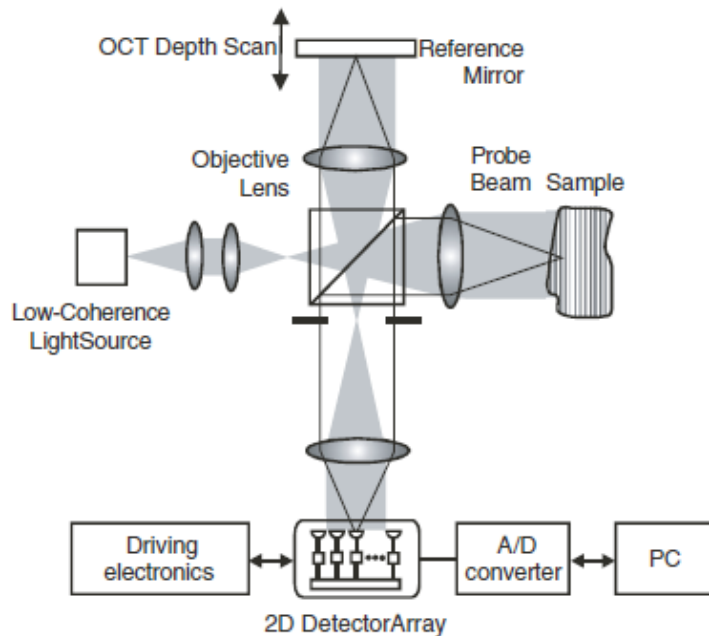 OCT Depth Scan
Reference
Mirror
Objective
Lens
Probe
Beam
Sample
Low-Coherence
LightSource
Driving
electronics
A/D
converter
PC
2D DetectorArray